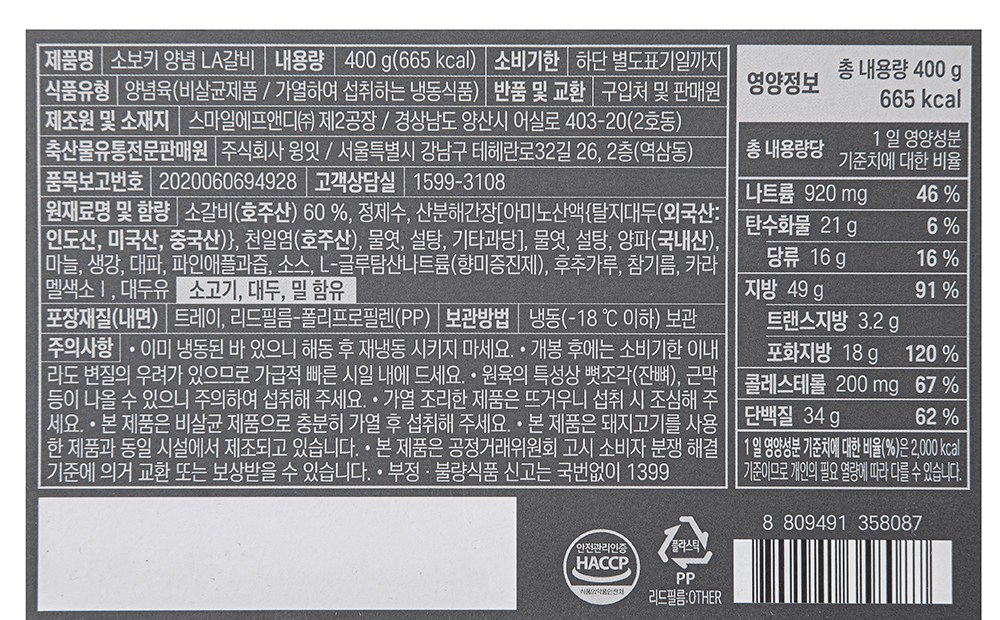 제품명 소보키 양념 LA갈비 내용량 400 g(665 kcal) 소비기한 하단 별도표기일까지
식품유형 양념육(비살균제품 / 가열하여 섭취하는 냉동식품) 반품 및 교환 구입처 및 판매원
제조원 및 소재지 스마일에프앤디㈜ 제2공장 / 경상남도 양산시 어실로 403-20(2호동)
축산물유통전문판매원 주식회사 윙잇 / 서울특별시 강남구 테헤란로32길 26, 2층(역삼동)
품목보고번호 2020060694928 고객상담실 1599-3108
원재료명 및 함량 소갈비(호주산) 60 %, 정제수, 산분해간장[아미노산액{탈지대두(외국산:
인도산, 미국산, 중국산)}, 천일염(호주산), 물엿, 설탕, 기타과당], 물엿, 설탕, 양파(국내산),
마늘, 생강, 대파, 파인애플과즙, 소스, L-글루탐산나트륨(향미증진제), 후추가루, 참기름, 카라
멜색소Ⅰ, 대두유 소고기, 대두, 밀 함유
포장재질(내면) 트레이, 리드필름-폴리프로필렌(PP) 보관방법 냉동(-18 ℃ 이하) 보관
주의사항 • 이미 냉동된 바 있으니 해동 후 재냉동 시키지 마세요. • 개봉 후에는 소비기한 이내
라도 변질의 우려가 있으므로 가급적 빠른 시일 내에 드세요. • 원육의 특성상 뼛조각(잔뼈), 근막
등이 나올 수 있으니 주의하여 섭취해 주세요. • 가열 조리한 제품은 뜨거우니 섭취 시 조심해 주
세요. • 본 제품은 비살균 제품으로 충분히 가열 후 섭취해 주세요. • 본 제품은 돼지고기를 사용
한 제품과 동일 시설에서 제조되고 있습니다. • 본 제품은 공정거래위원회 고시 소비자 분쟁 해결
기준에 의거 교환 또는 보상받을 수 있습니다. • 부정 · 불량식품 신고는 국번없이 1399
영양정보 총 내용량 400 g
665 kcal
총 내용량당 1일 영양성분
기준치에 대한 비율
나트륨 920 mg 46 %
탄수화물 21 g 6 %
당류 16 g 16 %
지방 49 g 91 %
트랜스지방 3.2 g
포화지방 18 g 120 %
콜레스테롤 200 mg 67 %
단백질 34 g 62 %
1일 영양성분 기준치에 대한 비율(%)은 2,000 kcal
기준이므로 개인의 필요 열량에 따라 다를 수 있습니다.
안전관리인증
HACCP
식품의약품안전처
플라스틱
PP
리드필름:OTHER
8 809491 358087